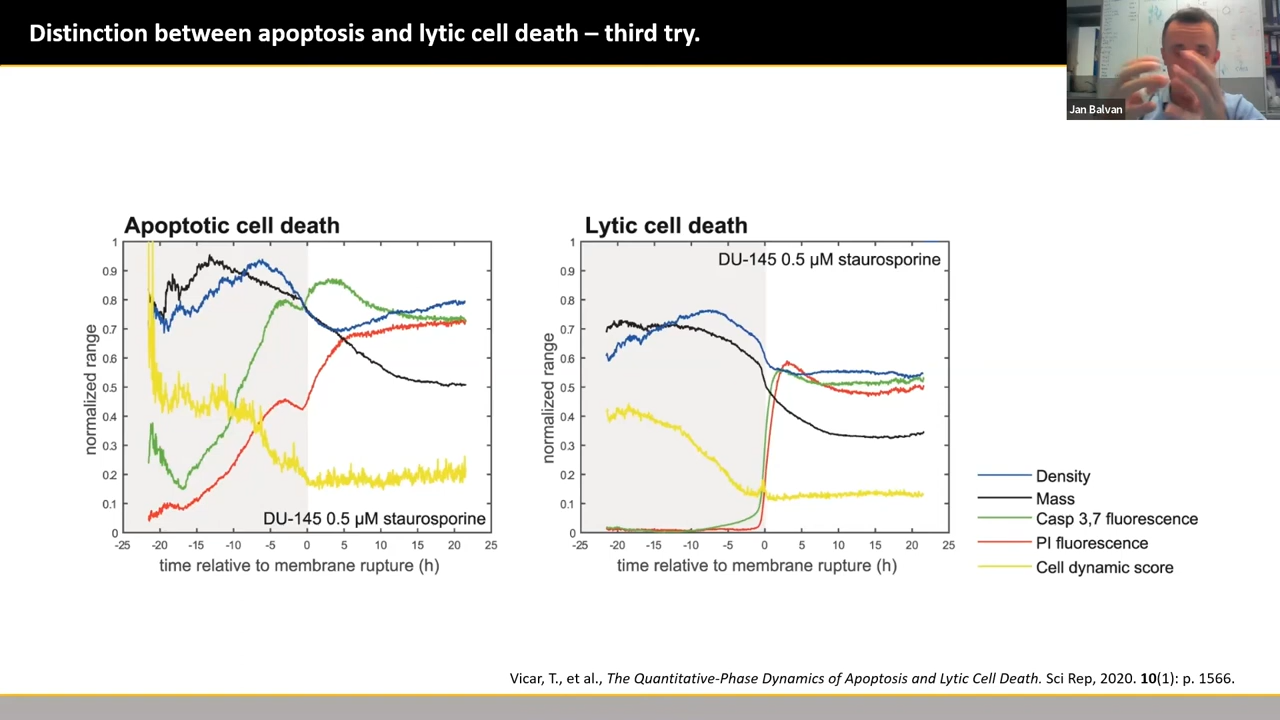 Distinction between apoptosis and lytic cell death – third try.
Jan Balvan
Apoptotic cell death
1
0.9
0.8
0.7
0.6
0.5
0.4
0.3
0.2
0.1
0
normalized range
DU-145 0.5 µM staurosporine
-25 -20 -15 -10 -5 0 5 10 15 20 25
time relative to membrane rupture (h)
Lytic cell death
DU-145 0.5 µM staurosporine
1
0.9
0.8
0.7
0.6
0.5
0.4
0.3
0.2
0.1
0
normalized range
-25 -20 -15 -10 -5 0 5 10 15 20 25
time relative to membrane rupture (h)
Density
Mass
Casp 3,7 fluorescence
PI fluorescence
Cell dynamic score
Vicar, T., et al., The Quantitative-Phase Dynamics of Apoptosis and Lytic Cell Death. Sci Rep, 2020. 10(1): p. 1566.